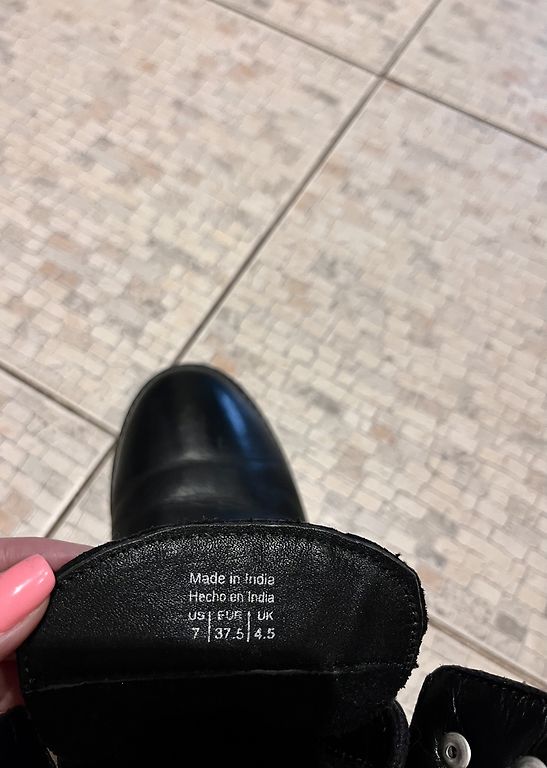 Made in India
Hecho en India
US | EUR | UK
7 | 37.5 | 4.5